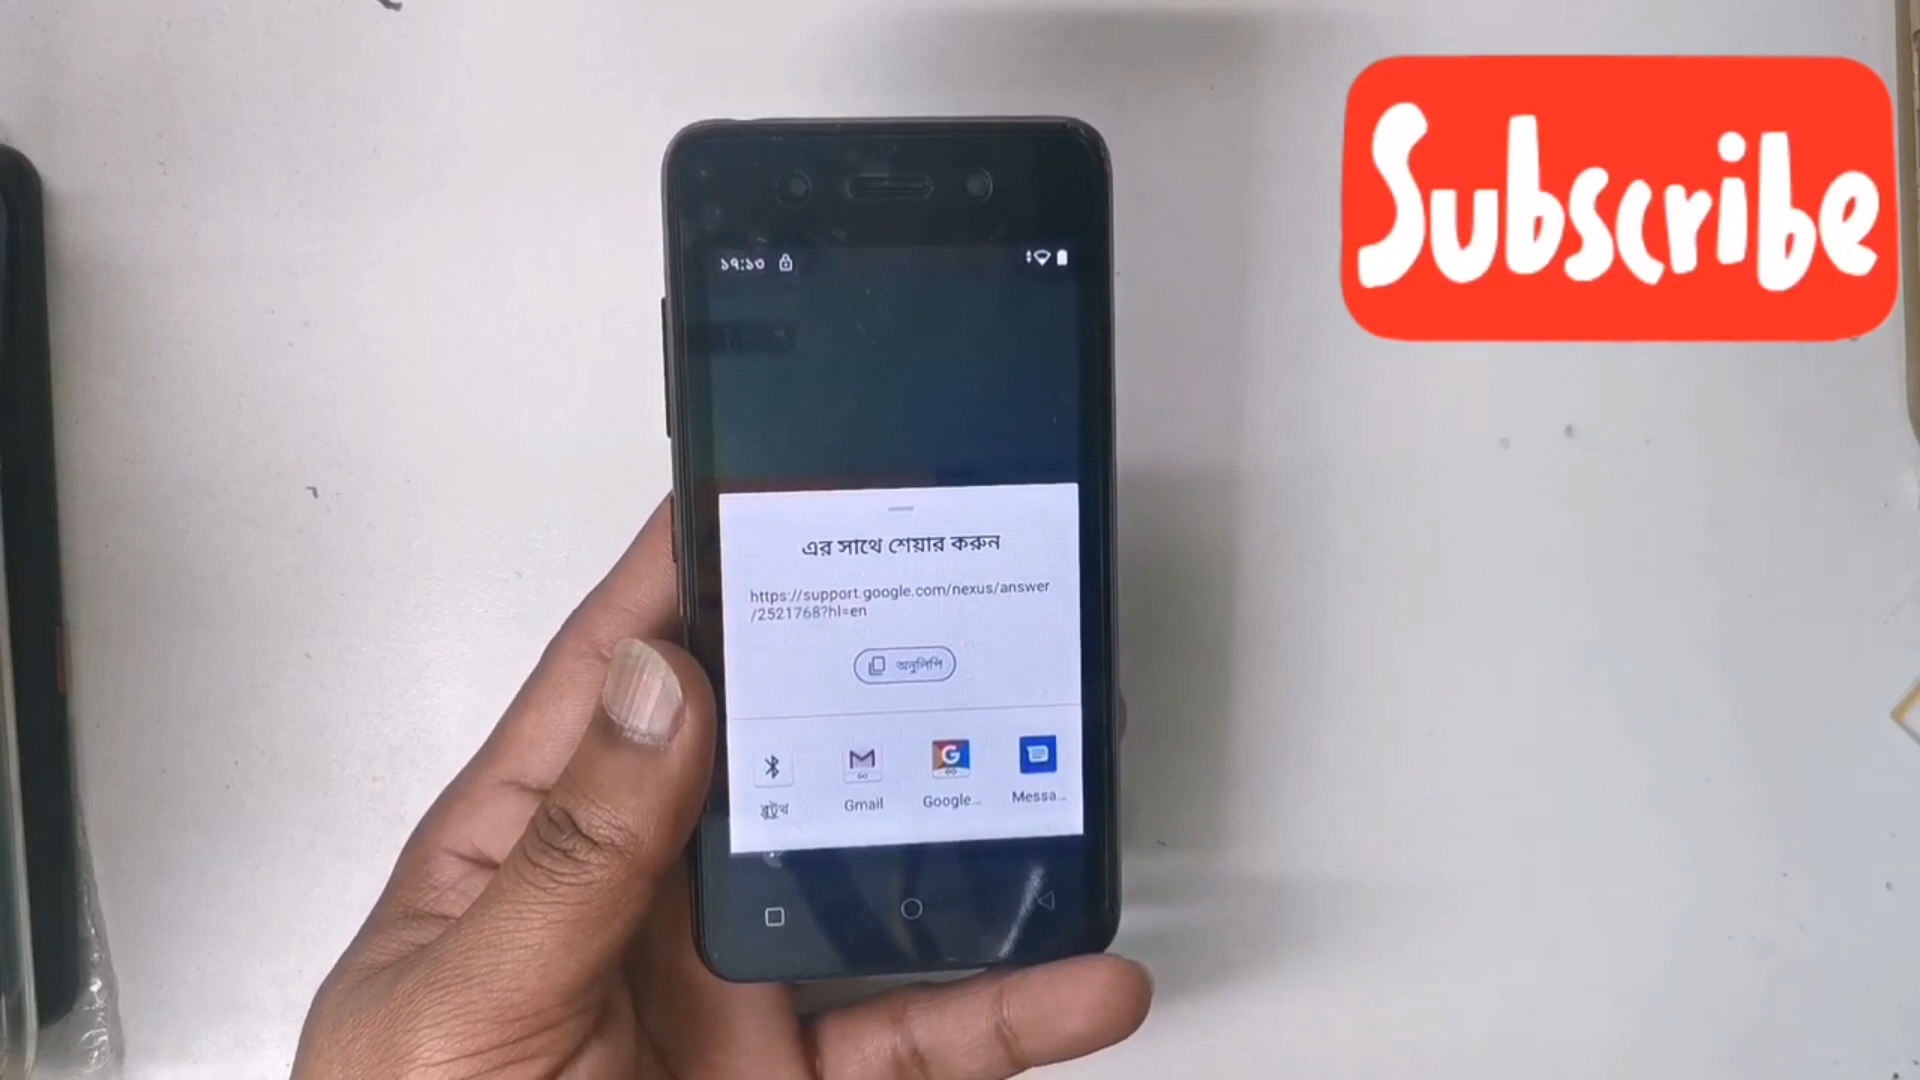 Subscribe
১৭:১৩
এর সাথে শেয়ার করুন
https://support.google.com/nexus/answer
/2521768?hl=en
অনুলিপি
ব্লুটুথ
Gmail
Google...
Messa...